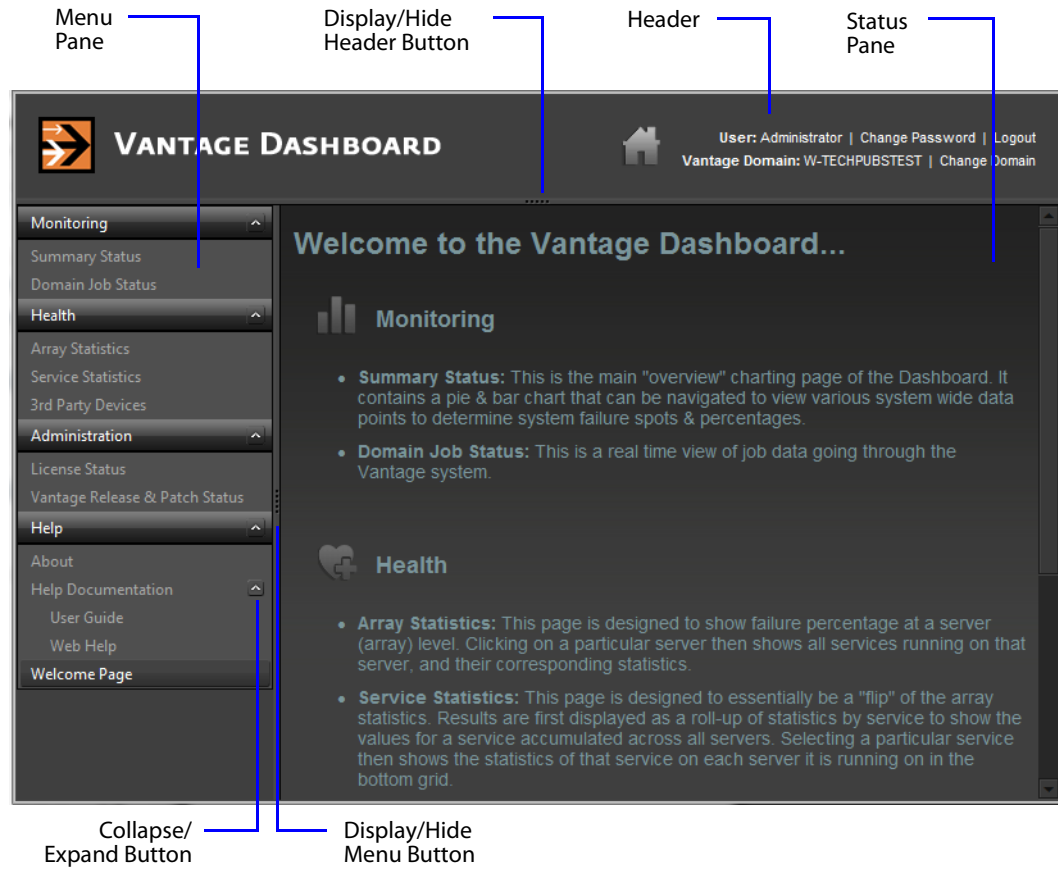 Menu
Pane
Display/Hide
Header Button
Header
Status
Pane
VANTAGE DASHBOARD
User: Administrator | Change Password | Logout
Vantage Domain: W-TECHPUBSTEST | Change Domain
Monitoring
Summary Status
Domain Job Status
Health
Array Statistics
Service Statistics
3rd Party Devices
Administration
License Status
Vantage Release & Patch Status
Help
About
Help Documentation
User Guide
Web Help
Welcome Page
Welcome to the Vantage Dashboard...
Monitoring
• Summary Status: This is the main "overview" charting page of the Dashboard. It
contains a pie & bar chart that can be navigated to view various system wide data
points to determine system failure spots & percentages.
• Domain Job Status: This is a real time view of job data going through the
Vantage system.
Health
• Array Statistics: This page is designed to show failure percentage at a server
(array) level. Clicking on a particular server then shows all services running on that
server, and their corresponding statistics.
• Service Statistics: This page is designed to essentially be a "flip" of the array
statistics. Results are first displayed as a roll-up of statistics by service to show the
values for a service accumulated across all servers. Selecting a particular service
then shows the statistics of that service on each server it is running on in the
bottom grid.
Collapse/
Expand Button
Display/Hide
Menu Button